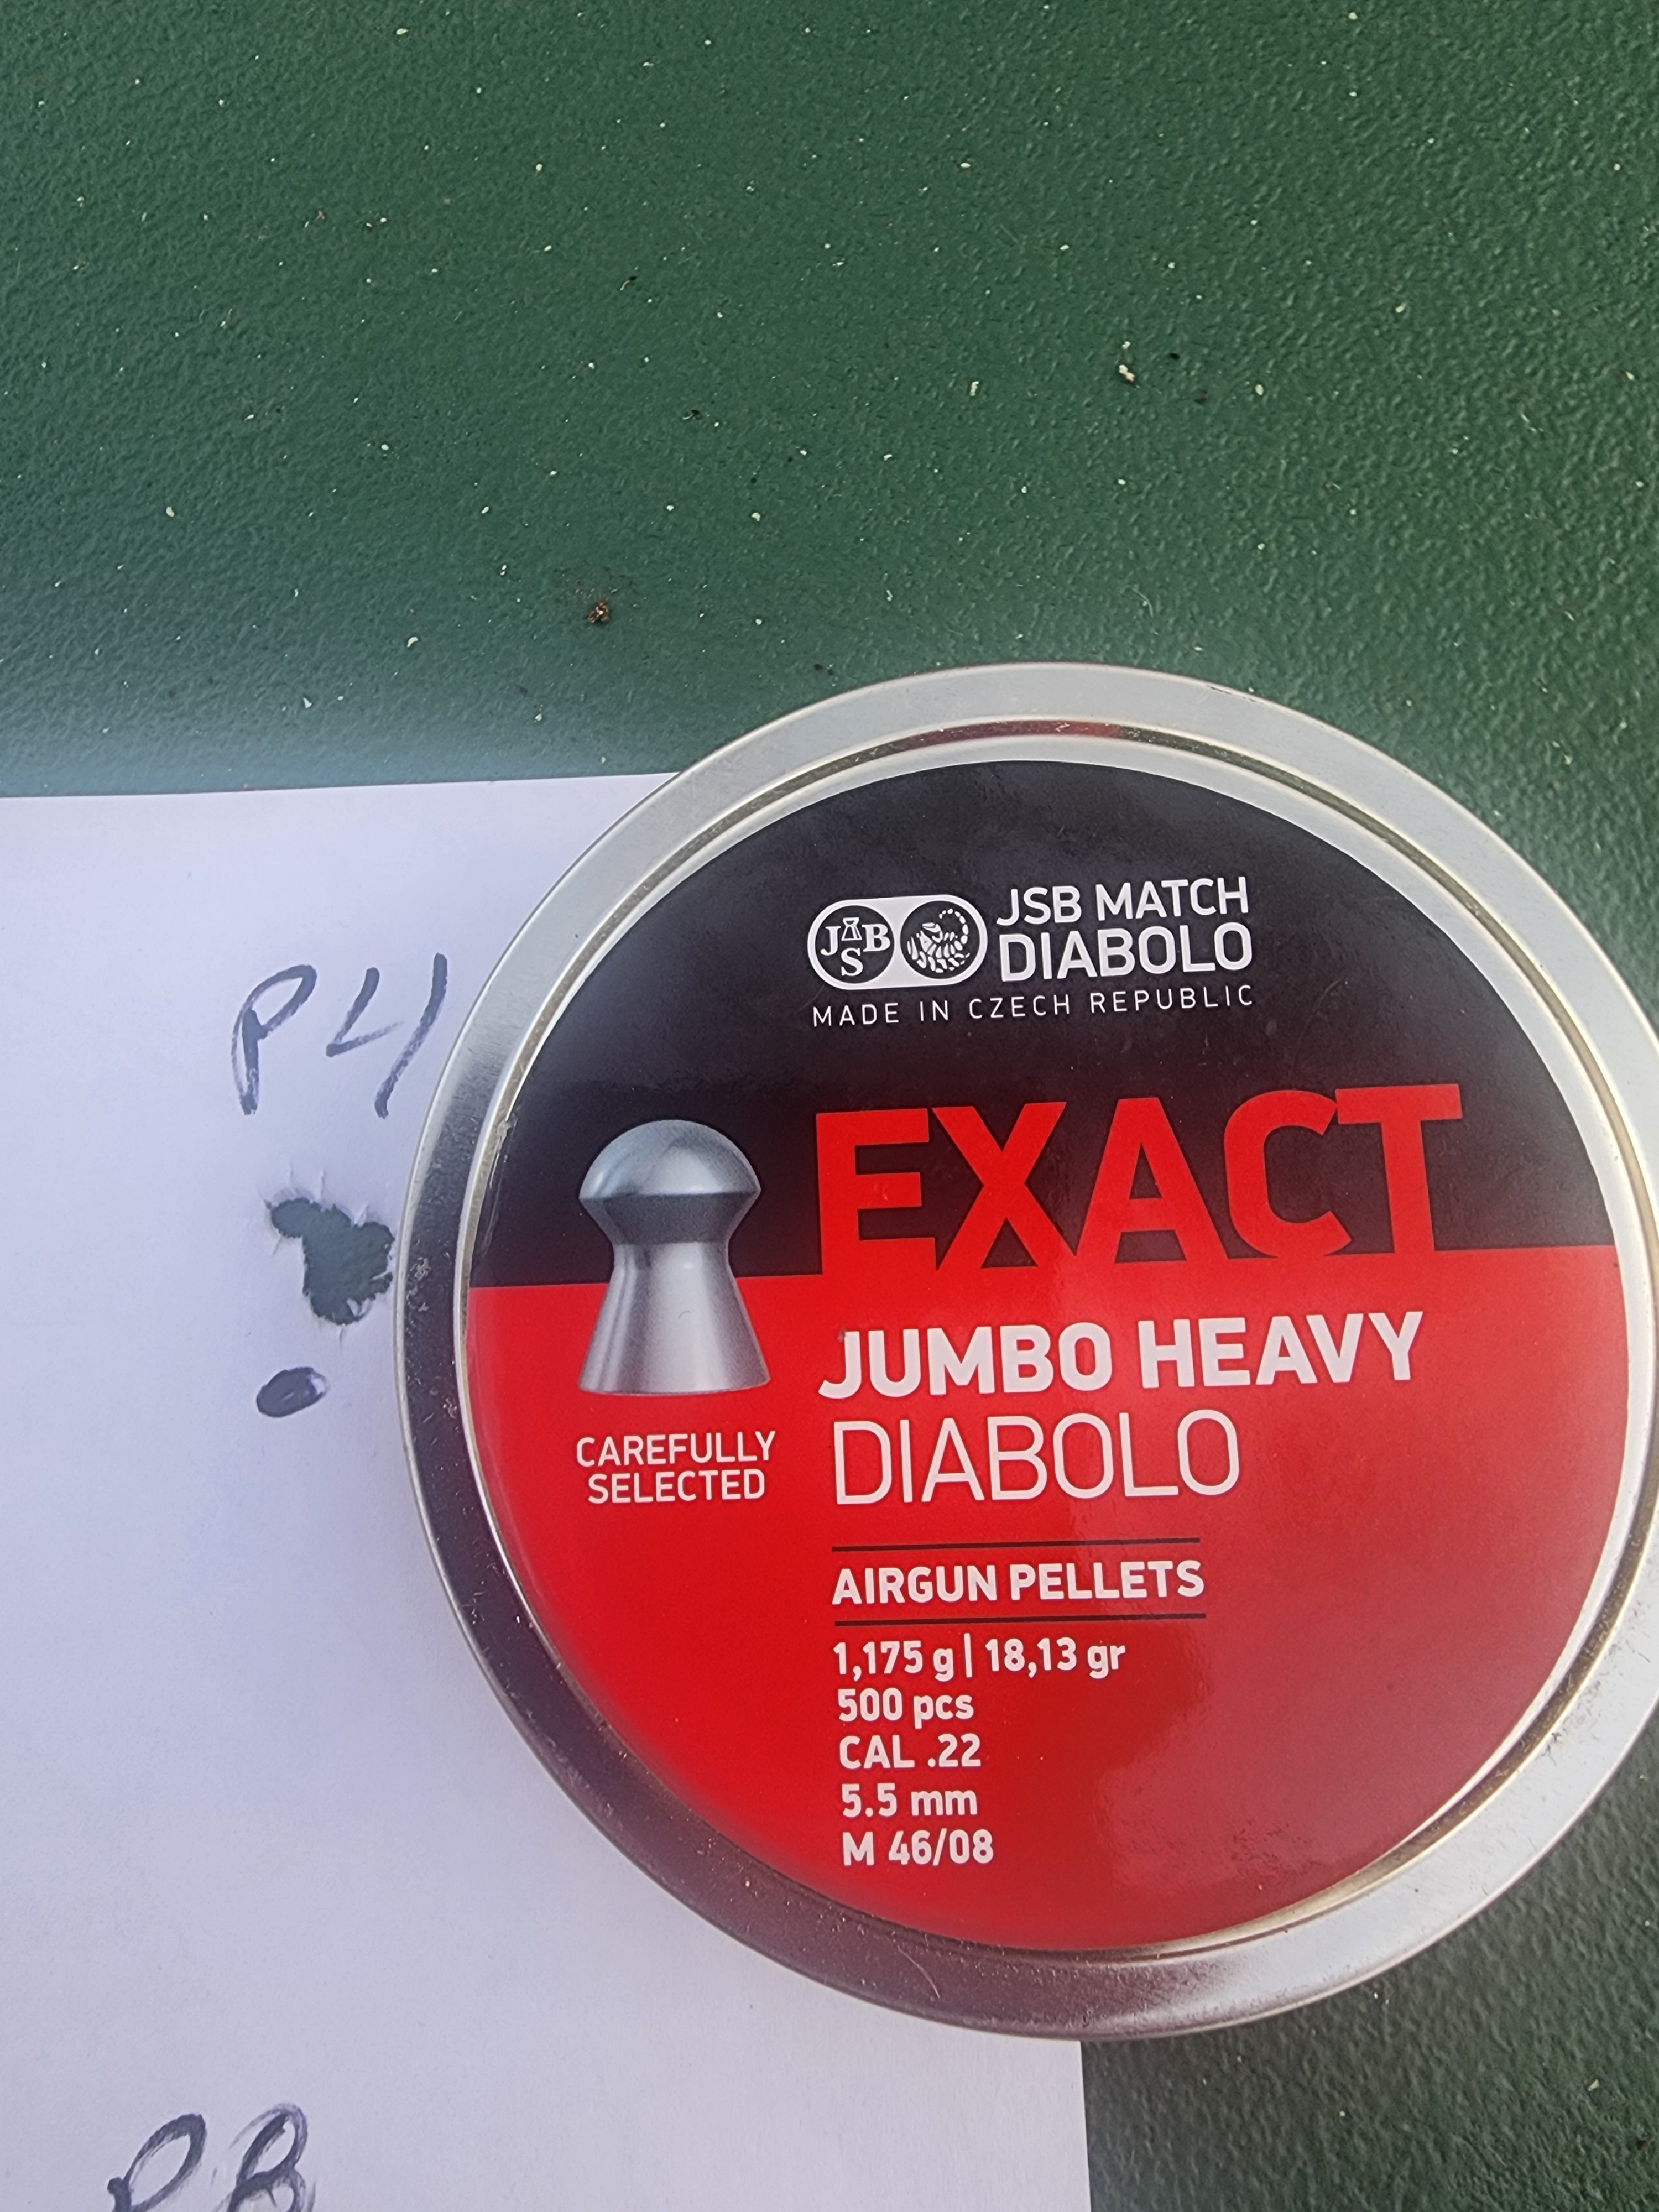 P4
JSB
JSB MATCH
DIABOLO
MADE IN CZECH REPUBLIC
EXACT
JUMBO HEAVY
DIABOLO
CAREFULLY
SELECTED
AIRGUN PELLETS
1,175 g | 18,13 gr
500 pcs
CAL .22
5.5 mm
M 46/08